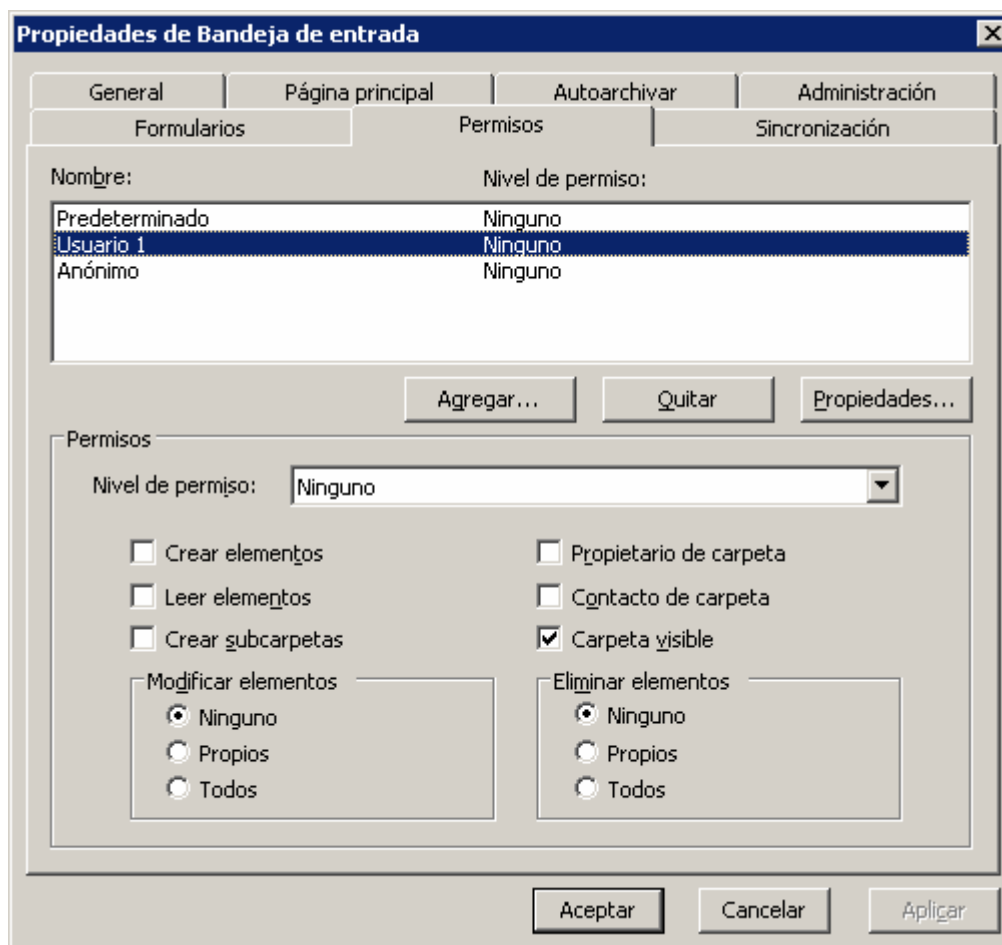 Propiedades de Bandeja de entrada
General Página principal Autoarchivar Administración
Formularios Permisos Sincronización
Nombre: Nivel de permiso:
Predeterminado Ninguno
Usuario 1 Ninguno
Anónimo Ninguno
Agregar... Quitar Propiedades...
Permisos
Nivel de permiso: Ninguno
Crear elementos Propietario de carpeta
Leer elementos Contacto de carpeta
Crear subcarpetas Carpeta visible
Modificar elementos Eliminar elementos
Ninguno Ninguno
Propios Propios
Todos Todos
Aceptar Cancelar Aplicar